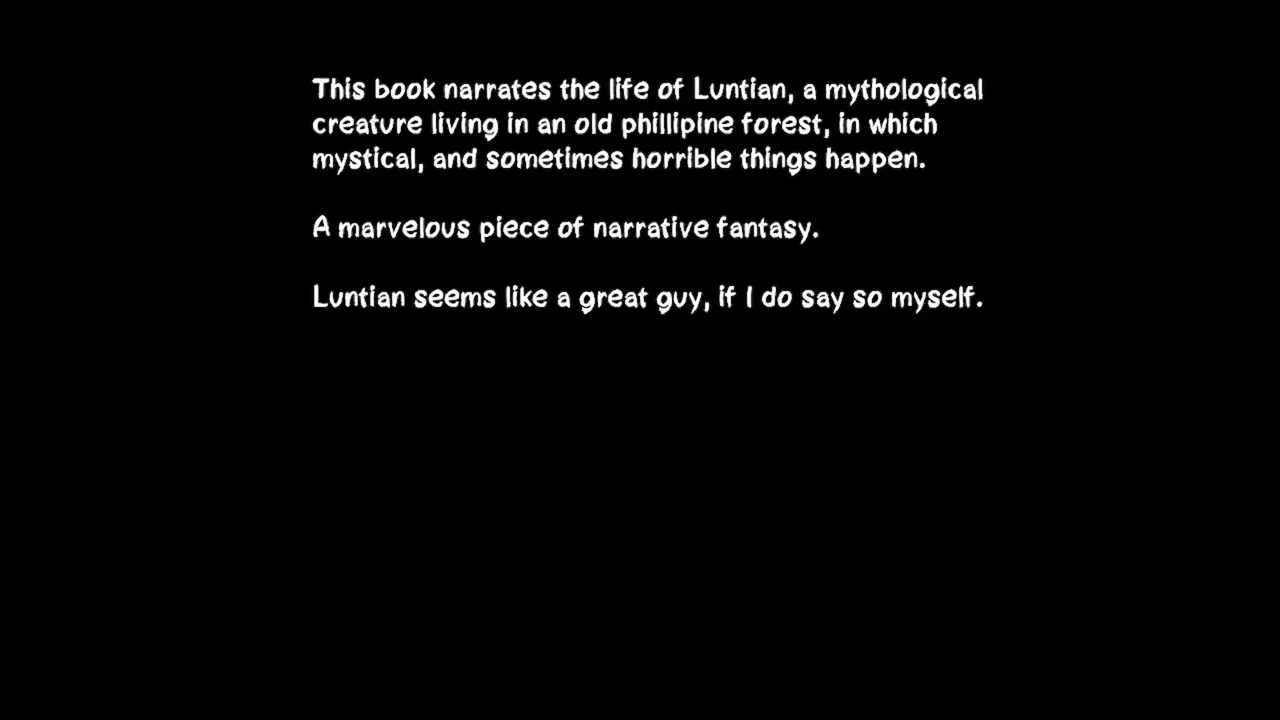 This book narrates the life of Luntian, a mythological
creature living in an old phillipine forest, in which
mystical, and sometimes horrible things happen.
A marvelous piece of narrative fantasy.
Luntian seems like a great guy, if I do say so myself.